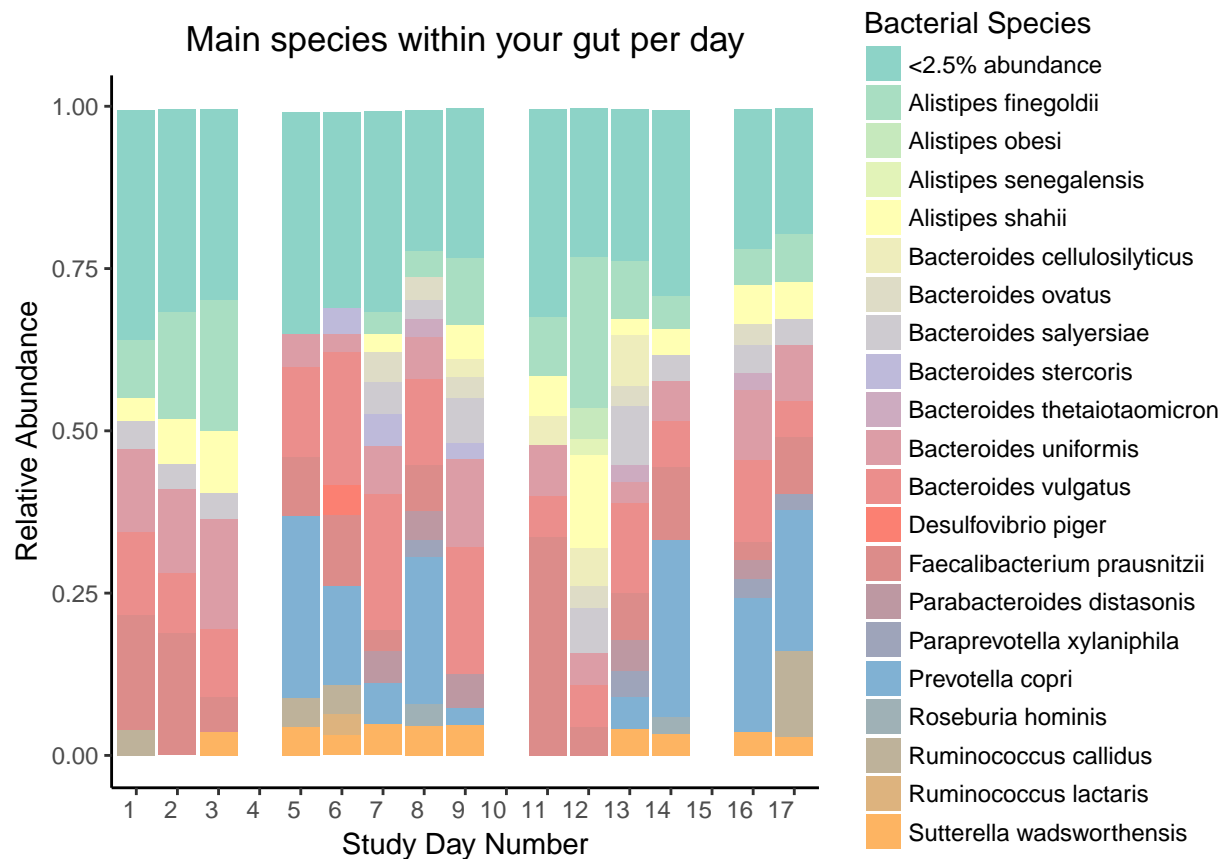 Main species within your gut per day
Relative Abundance
1.00
0.75
0.50
0.25
0.00
1 2 3 4 5 6 7 8 9 10 11 12 13 14 15 16 17
Study Day Number
Bacterial Species
<2.5% abundance
Alistipes finegoldii
Alistipes obesi
Alistipes senegalensis
Alistipes shahii
Bacteroides cellulosilyticus
Bacteroides ovatus
Bacteroides salyersiae
Bacteroides stercoris
Bacteroides thetaiotaomicron
Bacteroides uniformis
Bacteroides vulgatus
Desulfovibrio piger
Faecalibacterium prausnitzii
Parabacteroides distasonis
Paraprevotella xylaniphila
Prevotella copri
Roseburia hominis
Ruminococcus callidus
Ruminococcus lactaris
Sutterella wadsworthensis